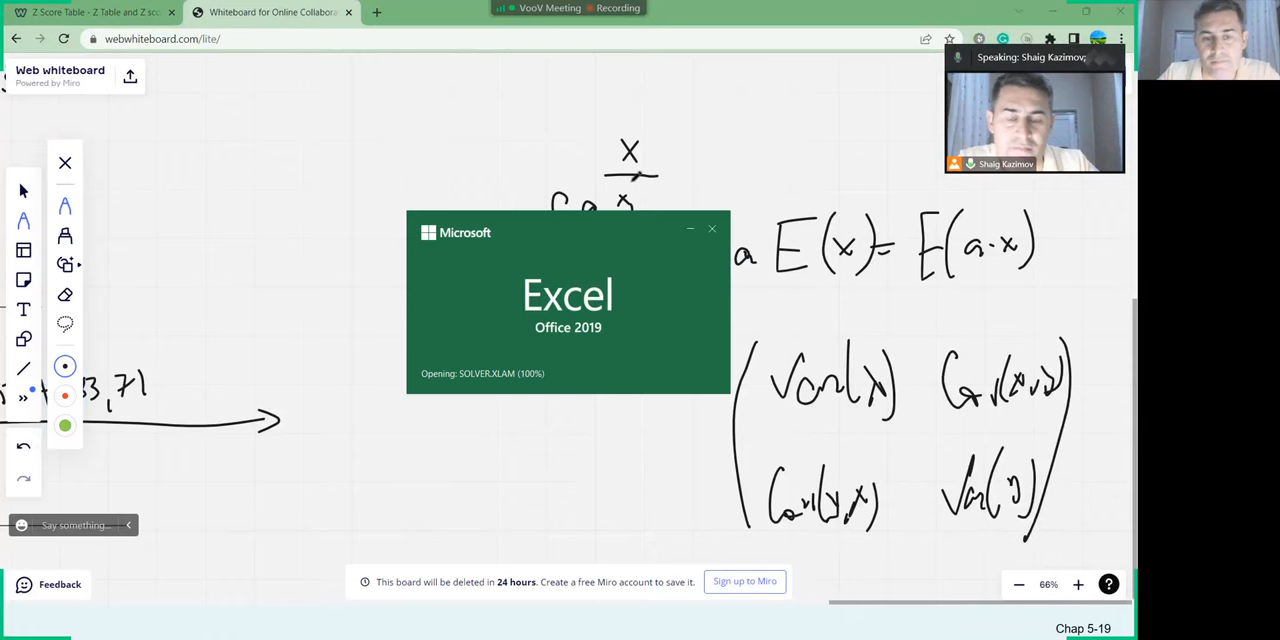 Z Score Table - Z Table and Z sco
Whiteboard for Online Collabora
VooV Meeting Recording
webwhiteboard.com/lite/
Web whiteboard
Powered by Miro
Speaking: Shaig Kazimov;
Shaig Kazimov
X
x
Microsoft
Excel
Office 2019
Opening: SOLVER.XLAM (100%)
a E(x) = E(a·x)
Var(x) Cov(x,y)
Cov(y,x) Var(y)
33,71
Say something...
Feedback
This board will be deleted in 24 hours. Create a free Miro account to save it.
Sign up to Miro
66%
Chap 5-19